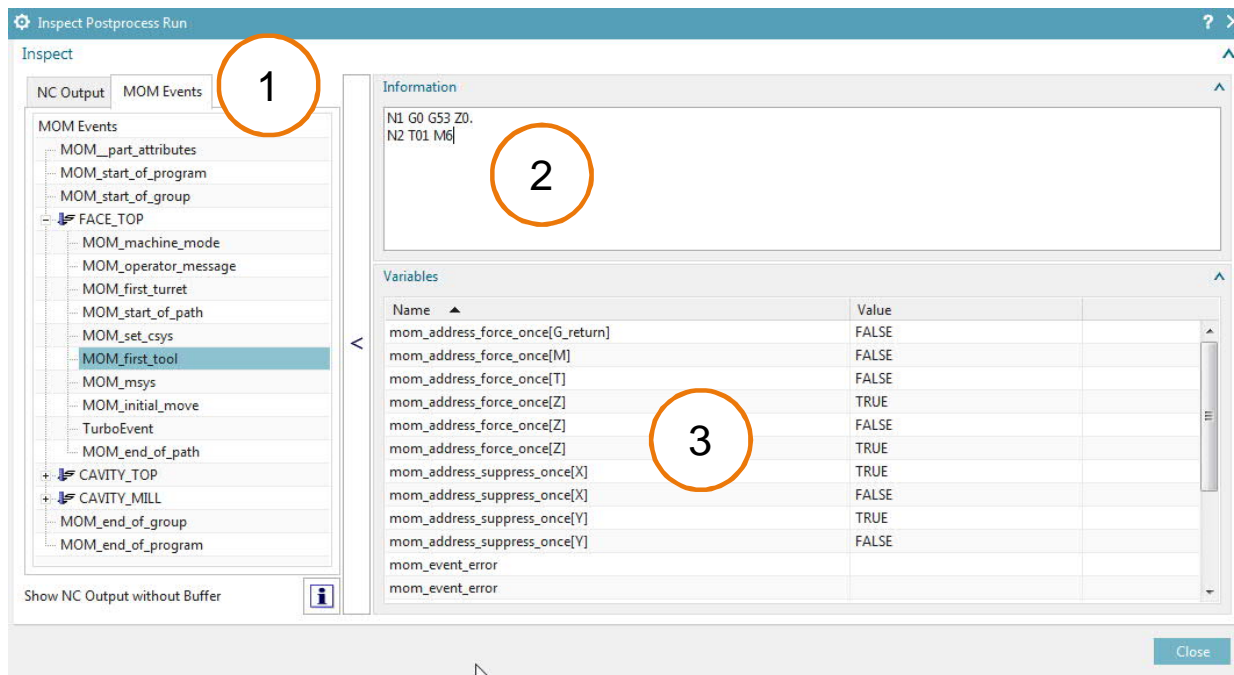 Inspect Postprocess Run
?
Inspect
NC Output
MOM Events
1
MOM Events
MOM__part_attributes
MOM_start_of_program
MOM_start_of_group
FACE_TOP
MOM_machine_mode
MOM_operator_message
MOM_first_turret
MOM_start_of_path
MOM_set_csys
MOM_first_tool
MOM_msys
MOM_initial_move
TurboEvent
MOM_end_of_path
CAVITY_TOP
CAVITY_MILL
MOM_end_of_group
MOM_end_of_program
Show NC Output without Buffer
i
<
Information
N1 G0 G53 Z0.
N2 T01 M6
2
Variables
Name Value
mom_address_force_once[G_return] FALSE
mom_address_force_once[M] FALSE
mom_address_force_once[T] FALSE
mom_address_force_once[Z] TRUE
mom_address_force_once[Z] FALSE
mom_address_force_once[Z] TRUE
mom_address_suppress_once[X] TRUE
mom_address_suppress_once[X] FALSE
mom_address_suppress_once[Y] TRUE
mom_address_suppress_once[Y] FALSE
mom_event_error
mom_event_error
3
Close